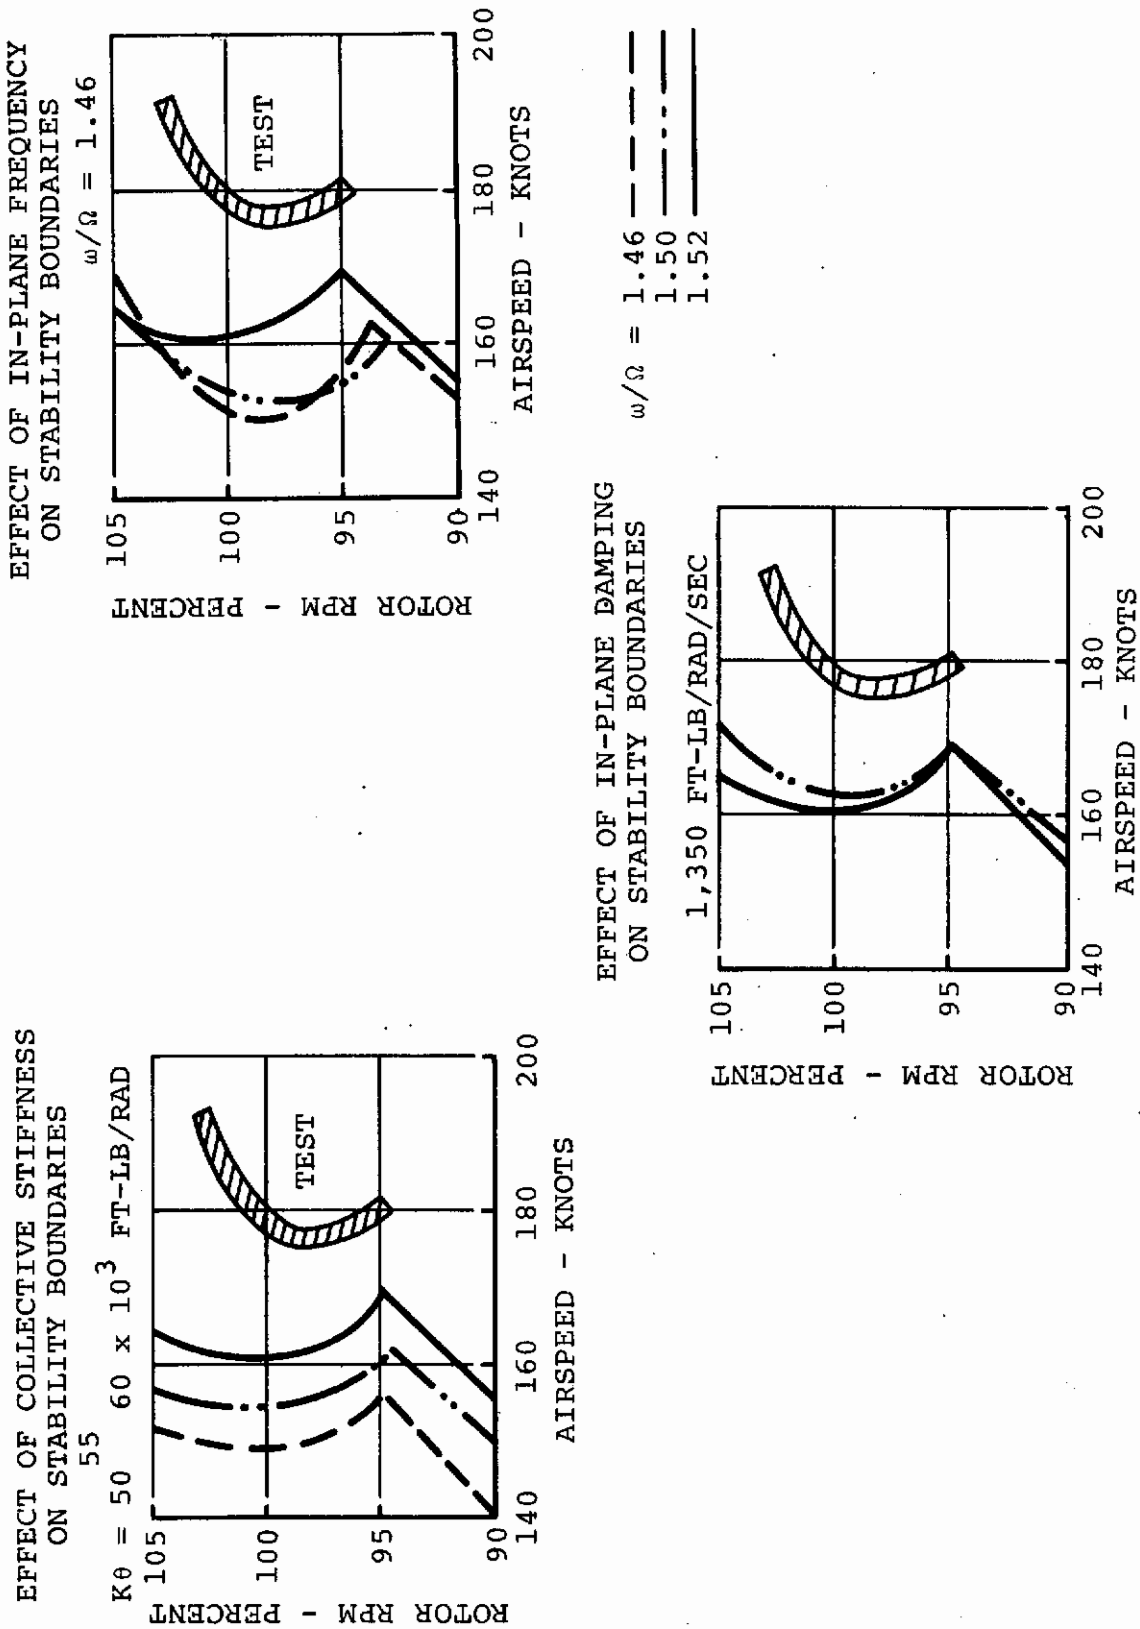 EFFECT OF COLLECTIVE STIFFNESS
ON STABILITY BOUNDARIES
55
Kθ = 50 60 x 10³ FT-LB/RAD
105
100
95
90
ROTOR RPM - PERCENT
TEST
140 160 180 200
AIRSPEED - KNOTS
EFFECT OF IN-PLANE FREQUENCY
ON STABILITY BOUNDARIES
ω/Ω = 1.46
105
100
95
90
ROTOR RPM - PERCENT
TEST
140 160 180 200
AIRSPEED - KNOTS
EFFECT OF IN-PLANE DAMPING
ON STABILITY BOUNDARIES
1,350 FT-LB/RAD/SEC
105
100
95
90
ROTOR RPM - PERCENT
140 160 180 200
AIRSPEED - KNOTS
ω/Ω = 1.46
1.50
1.52